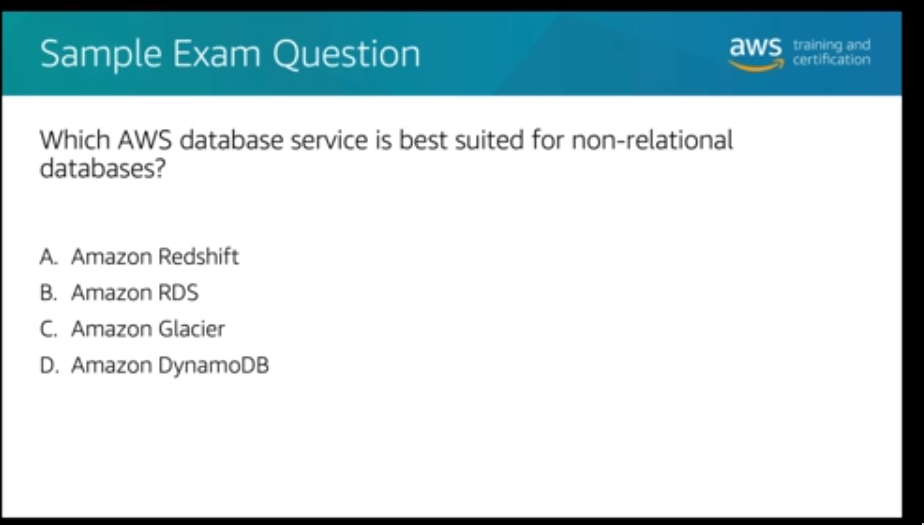 Sample Exam Question
aws training and
certification
Which AWS database service is best suited for non-relational
databases?
A. Amazon Redshift
B. Amazon RDS
C. Amazon Glacier
D. Amazon DynamoDB